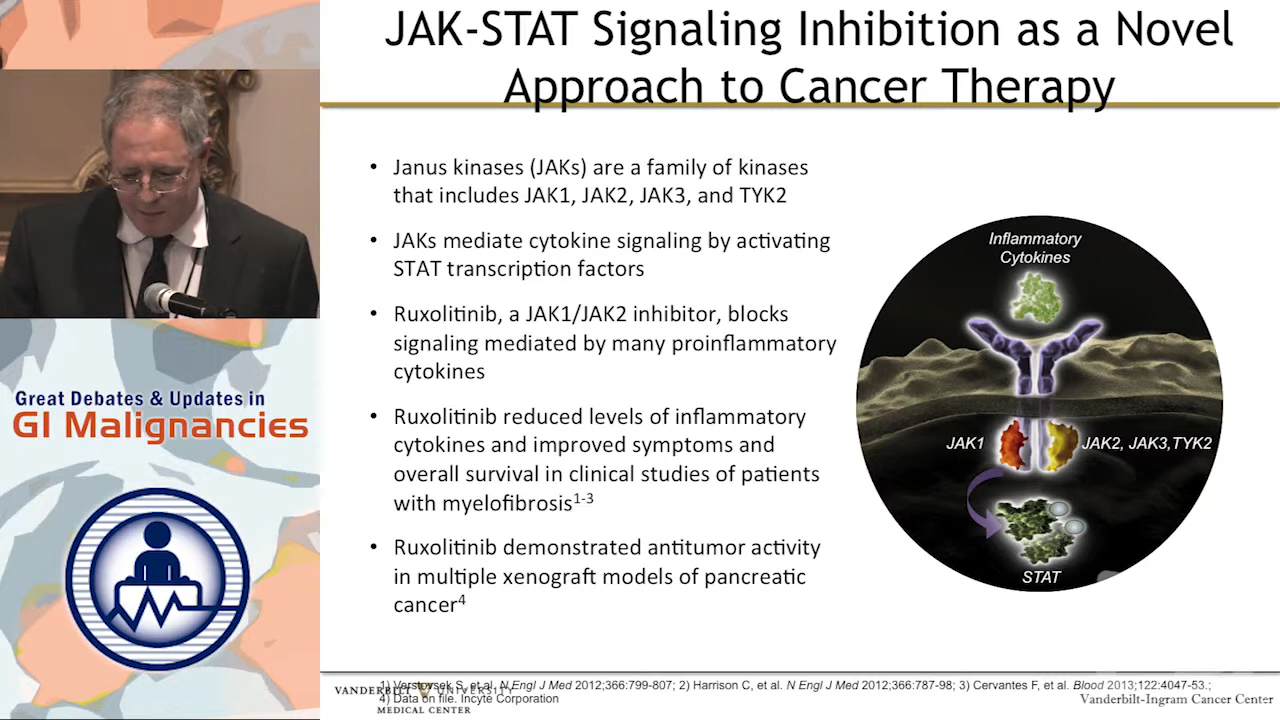 JAK-STAT Signaling Inhibition as a Novel
Approach to Cancer Therapy
• Janus kinases (JAKs) are a family of kinases
that includes JAK1, JAK2, JAK3, and TYK2
• JAKs mediate cytokine signaling by activating
STAT transcription factors
• Ruxolitinib, a JAK1/JAK2 inhibitor, blocks
signaling mediated by many proinflammatory
cytokines
• Ruxolitinib reduced levels of inflammatory
cytokines and improved symptoms and
overall survival in clinical studies of patients
with myelofibrosis1-3
• Ruxolitinib demonstrated antitumor activity
in multiple xenograft models of pancreatic
cancer4
Inflammatory
Cytokines
JAK1
JAK2, JAK3,TYK2
STAT
Great Debates & Updates in
GI Malignancies
1) Verstovsek S, et al. N Engl J Med 2012;366:799-807; 2) Harrison C, et al. N Engl J Med 2012;366:787-98; 3) Cervantes F, et al. Blood 2013;122:4047-53.;
4) Data on file. Incyte Corporation
VANDERBILT UNIVERSITY
MEDICAL CENTER
Vanderbilt-Ingram Cancer Center